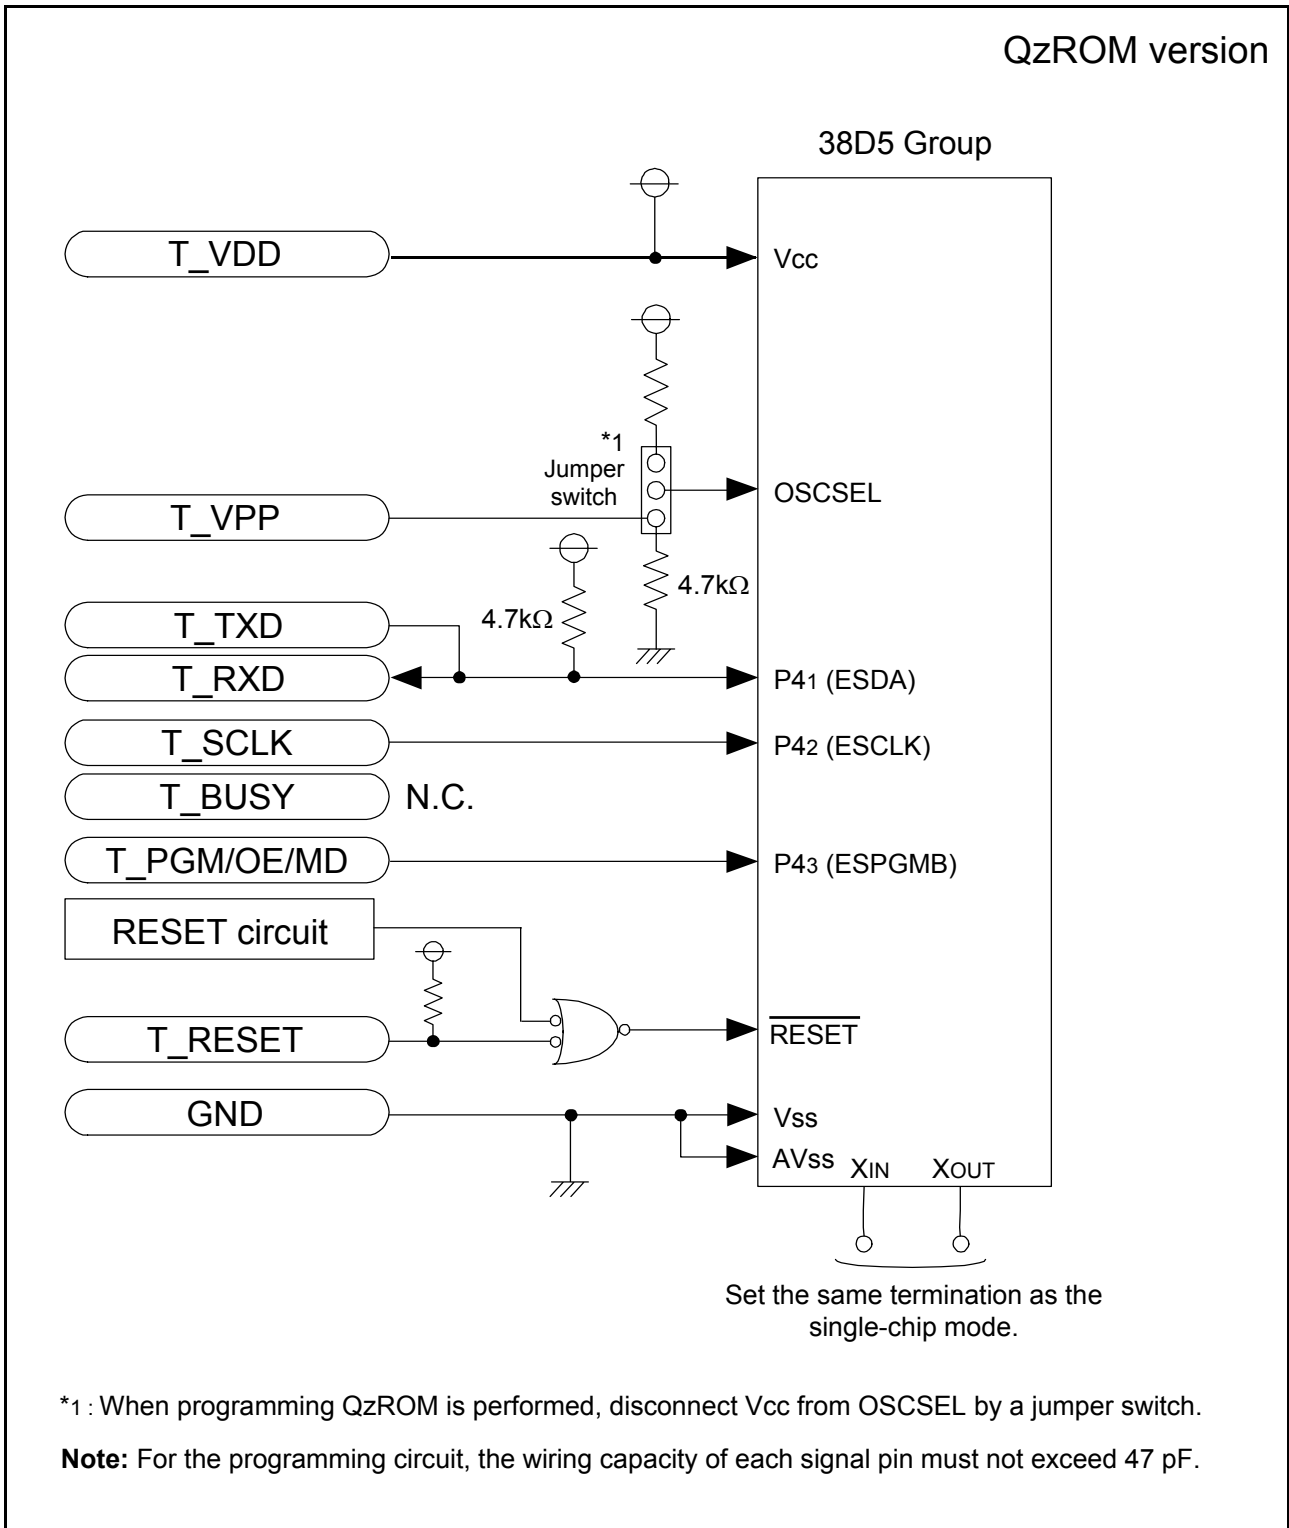 QzROM version
38D5 Group
T_VDD
Vcc
*1
Jumper
switch
OSCSEL
T_VPP
4.7kΩ
4.7kΩ
T_TXD
T_RXD
P41 (ESDA)
T_SCLK
P42 (ESCLK)
T_BUSY
N.C.
T_PGM/OE/MD
P43 (ESPGMB)
RESET circuit
T_RESET
RESET
GND
Vss
AVss
XIN
XOUT
Set the same termination as the
single-chip mode.
*1 : When programming QzROM is performed, disconnect Vcc from OSCSEL by a jumper switch.
Note: For the programming circuit, the wiring capacity of each signal pin must not exceed 47 pF.